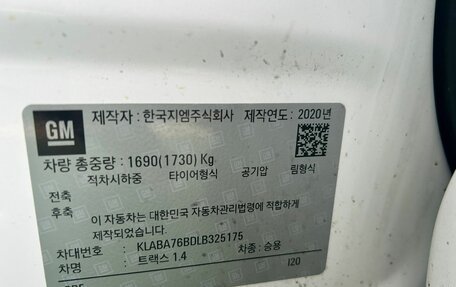 GM
제작자 : 한국지엠주식회사 제작연도: 2020년
차량 총중량 : 1690(1730) Kg
적차시하중 타이어형식 공기압 림형식
전축
후축
이 자동차는 대한민국 자동차관리법령에 적합하게
제작되었습니다.
차대번호 : KLABA76BDLB325175
차명 : 트랙스 1.4 차종: 승용
I20